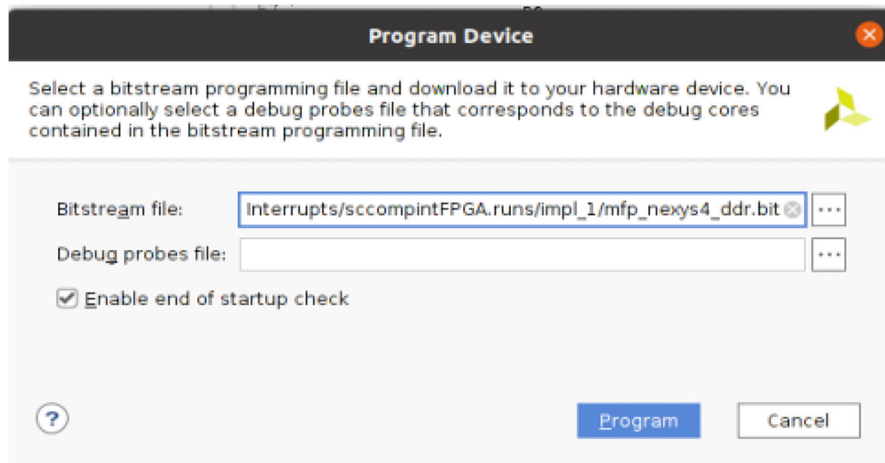 Program Device
Select a bitstream programming file and download it to your hardware device. You
can optionally select a debug probes file that corresponds to the debug cores
contained in the bitstream programming file.
Bitstream file: Interrupts/sccompintFPGA.runs/impl_1/mfp_nexys4_ddr.bit ...
Debug probes file: ...
Enable end of startup check
? Program Cancel